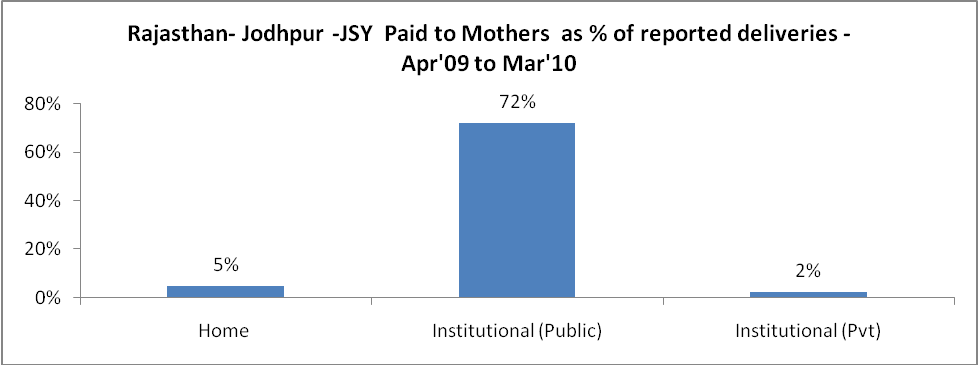 Rajasthan- Jodhpur -JSY Paid to Mothers as % of reported deliveries -
Apr'09 to Mar'10
80%
60%
40%
20%
0%
5%
72%
2%
Home
Institutional (Public)
Institutional (Pvt)